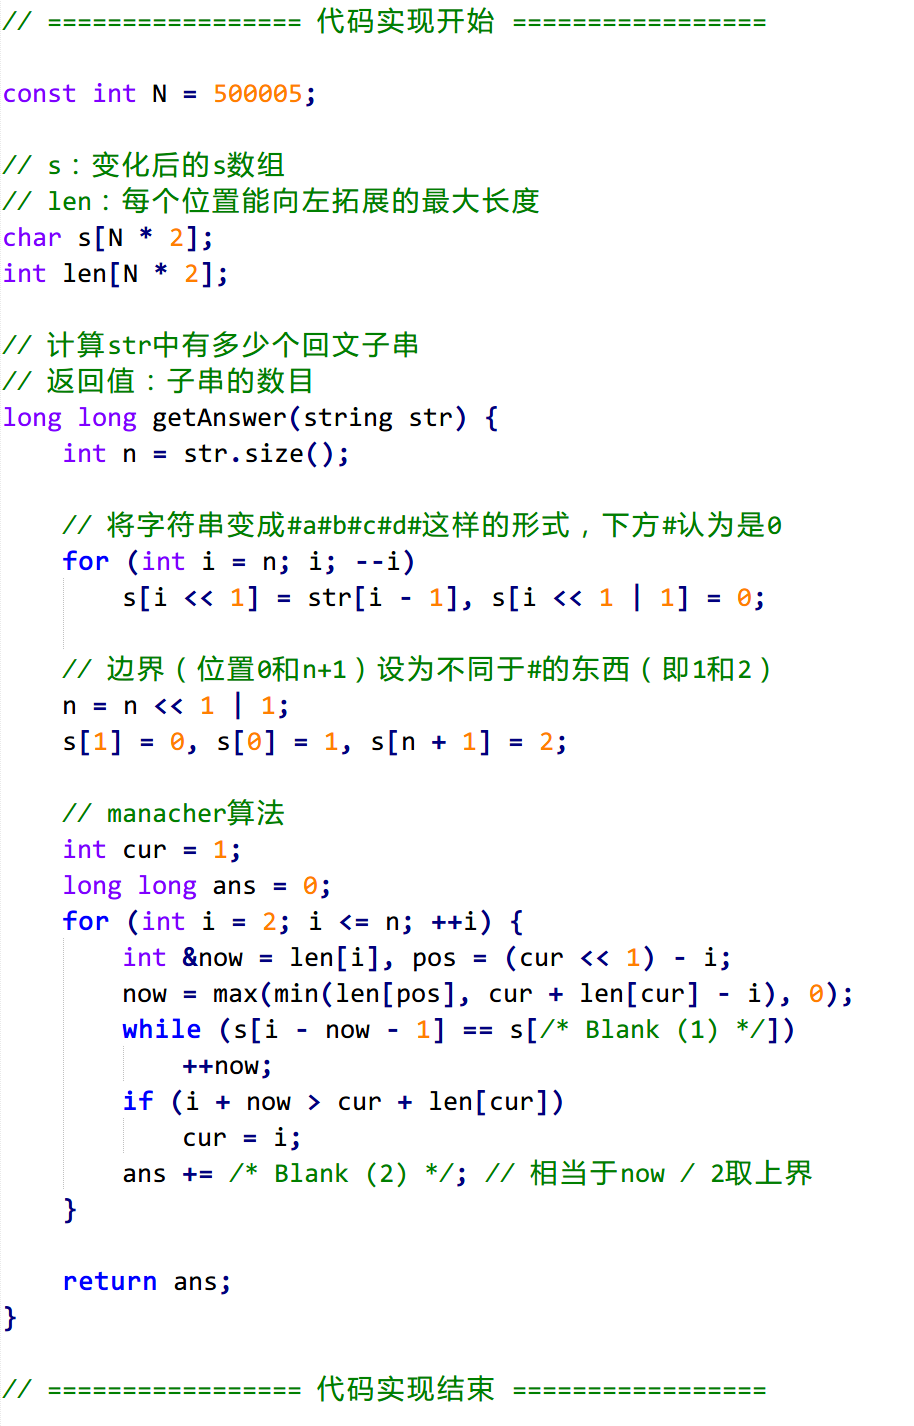 // ================= 代码实现开始 =================
const int N = 500005;
// s：变化后的s数组
// len：每个位置能向左拓展的最大长度
char s[N * 2];
int len[N * 2];
// 计算str中有多少个回文子串
// 返回值：子串的数目
long long getAnswer(string str) {
    int n = str.size();
    // 将字符串变成#a#b#c#d#这样的形式，下方#认为是0
    for (int i = n; i; --i)
        s[i << 1] = str[i - 1], s[i << 1 | 1] = 0;
    // 边界（位置0和n+1）设为不同于#的东西（即1和2）
    n = n << 1 | 1;
    s[1] = 0, s[0] = 1, s[n + 1] = 2;
    // manacher算法
    int cur = 1;
    long long ans = 0;
    for (int i = 2; i <= n; ++i) {
        int &now = len[i], pos = (cur << 1) - i;
        now = max(min(len[pos], cur + len[cur] - i), 0);
        while (s[i - now - 1] == s[/* Blank (1) */])
            ++now;
        if (i + now > cur + len[cur])
            cur = i;
        ans += /* Blank (2) */; // 相当于now / 2取上界
    }
    return ans;
}
// ================= 代码实现结束 =================